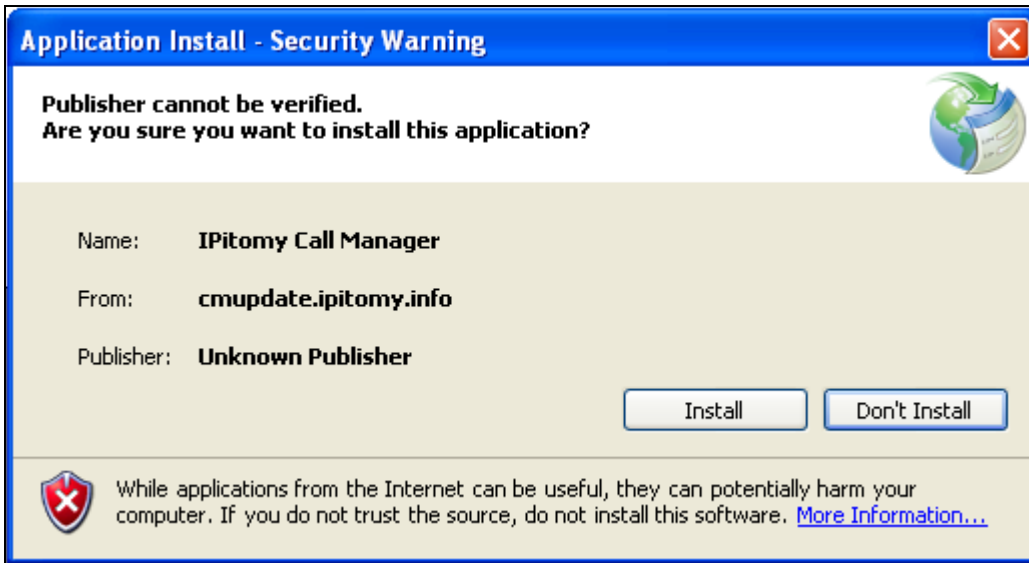 Application Install - Security Warning
Publisher cannot be verified.
Are you sure you want to install this application?
Name: IPitomy Call Manager
From: cmupdate.ipitomy.info
Publisher: Unknown Publisher
Install Don't Install
While applications from the Internet can be useful, they can potentially harm your
computer. If you do not trust the source, do not install this software. More Information...